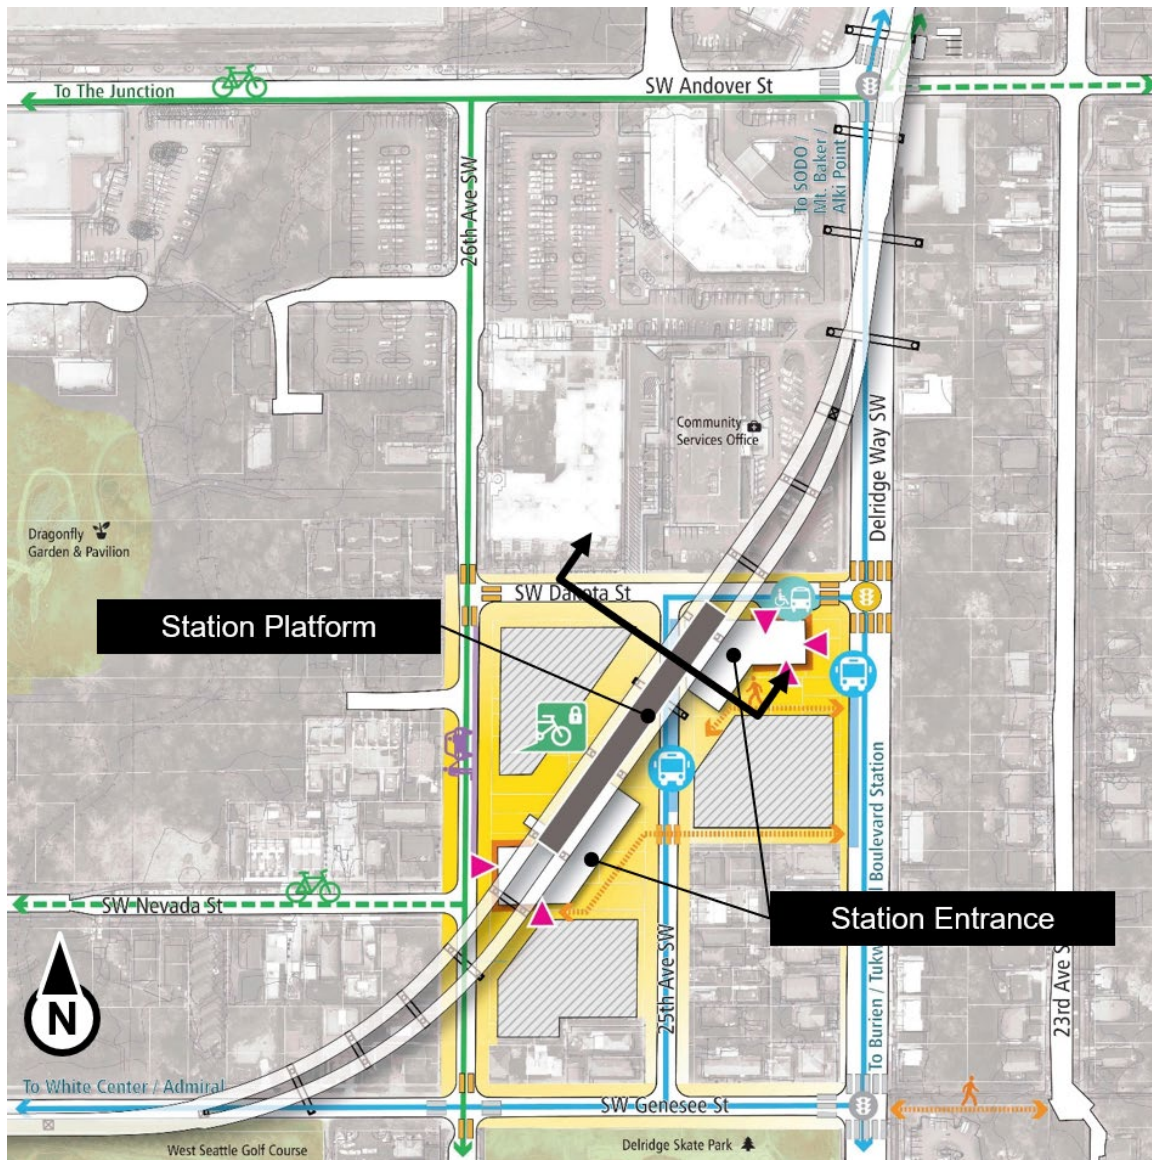 To The Junction
SW Andover St
To SODO /
Mt. Baker /
Alki Point
26th Ave SW
Delridge Way SW
Community
Services Office
Dragonfly
Garden & Pavilion
SW Dakota St
Station Platform
SW Nevada St
Station Entrance
To Burien / Tukw
l Boulevard Station
25th Ave SW
23rd Ave S
N
To White Center / Admiral
SW Genesee St
West Seattle Golf Course
Delridge Skate Park